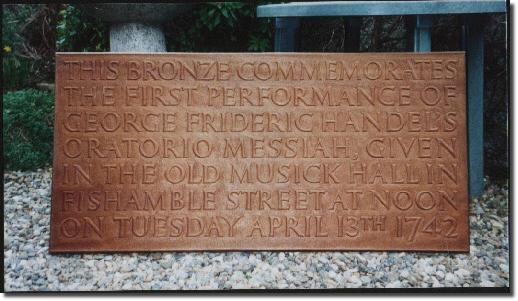 THIS BRONZE COMMEMORATES
THE FIRST PERFORMANCE OF
GEORGE FRIDERIC HANDEL'S
ORATORIO MESSIAH, GIVEN
IN THE OLD MUSICK HALL IN
FISHAMBLE STREET AT NOON
ON TUESDAY APRIL 13TH 1742